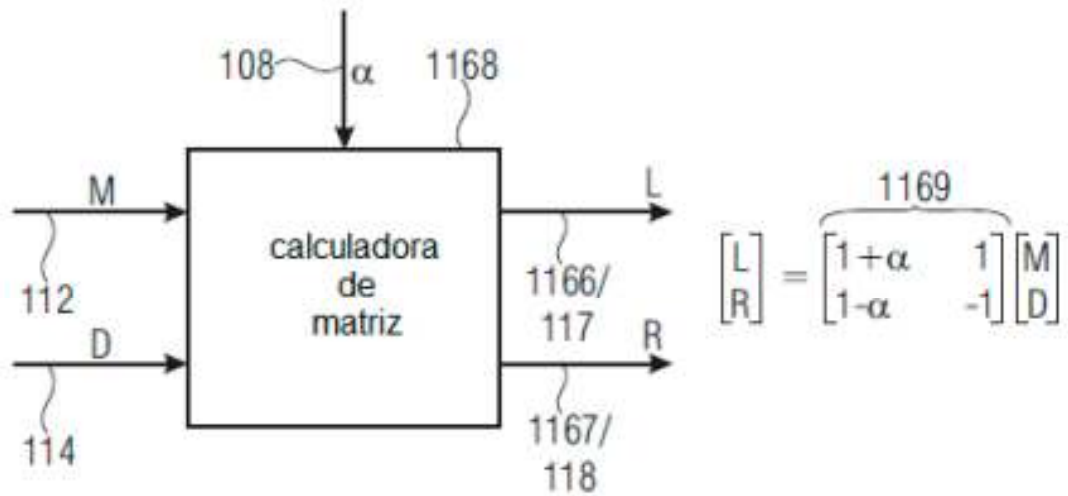 108 α 1168
M
112
D
114
calculadora
de
matriz
L
1166/
117
R
1167/
118
1169
[L] = [1+α 1] [M]
[R] [1-α -1] [D]